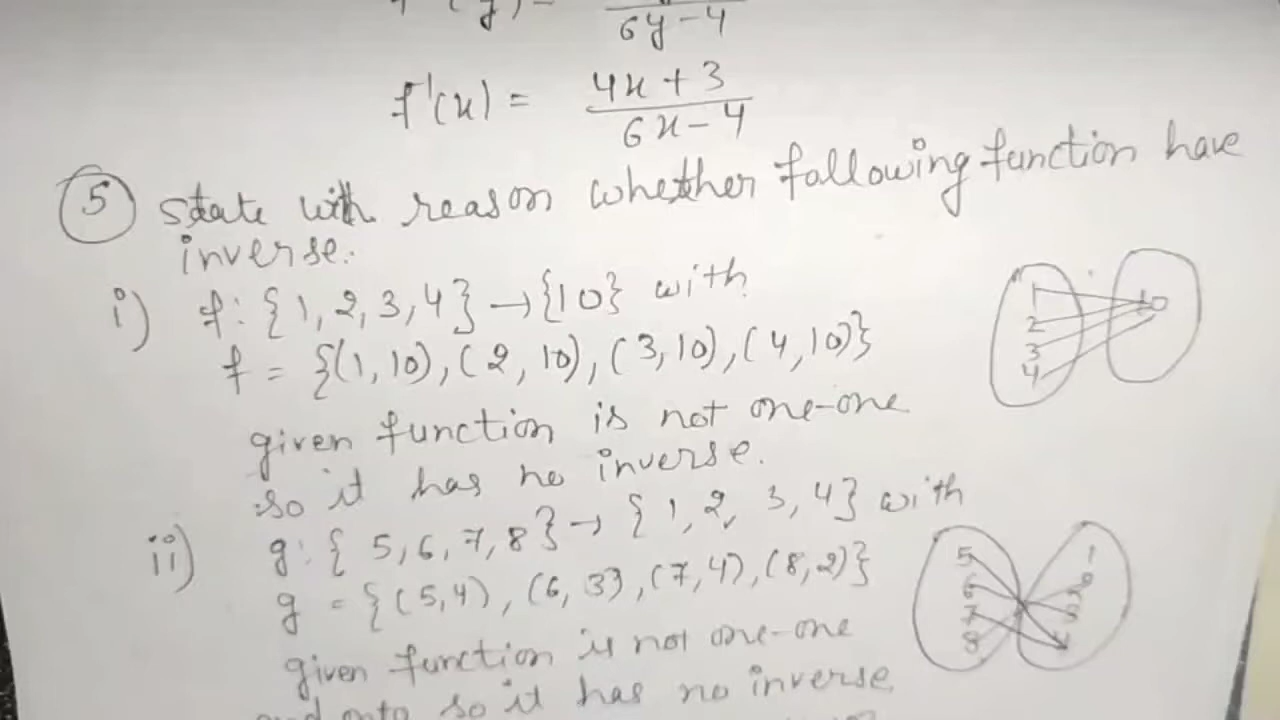 6y-4
f'(x) = 4x+3
6x-4
5 state with reason whether following function have
inverse.
i) f: {1, 2, 3, 4} → {10} with
f = {(1, 10), (2, 10), (3, 10), (4, 10)}
given function is not one-one
so it has no inverse.
ii) g: { 5, 6, 7, 8 } → { 1, 2, 3, 4} with
g = {(5,4), (6, 3), (7,4), (8,2)}
given function is not one-one
and onto so it has no inverse
1
2
3
4
10
5
6
7
8
1
2
3